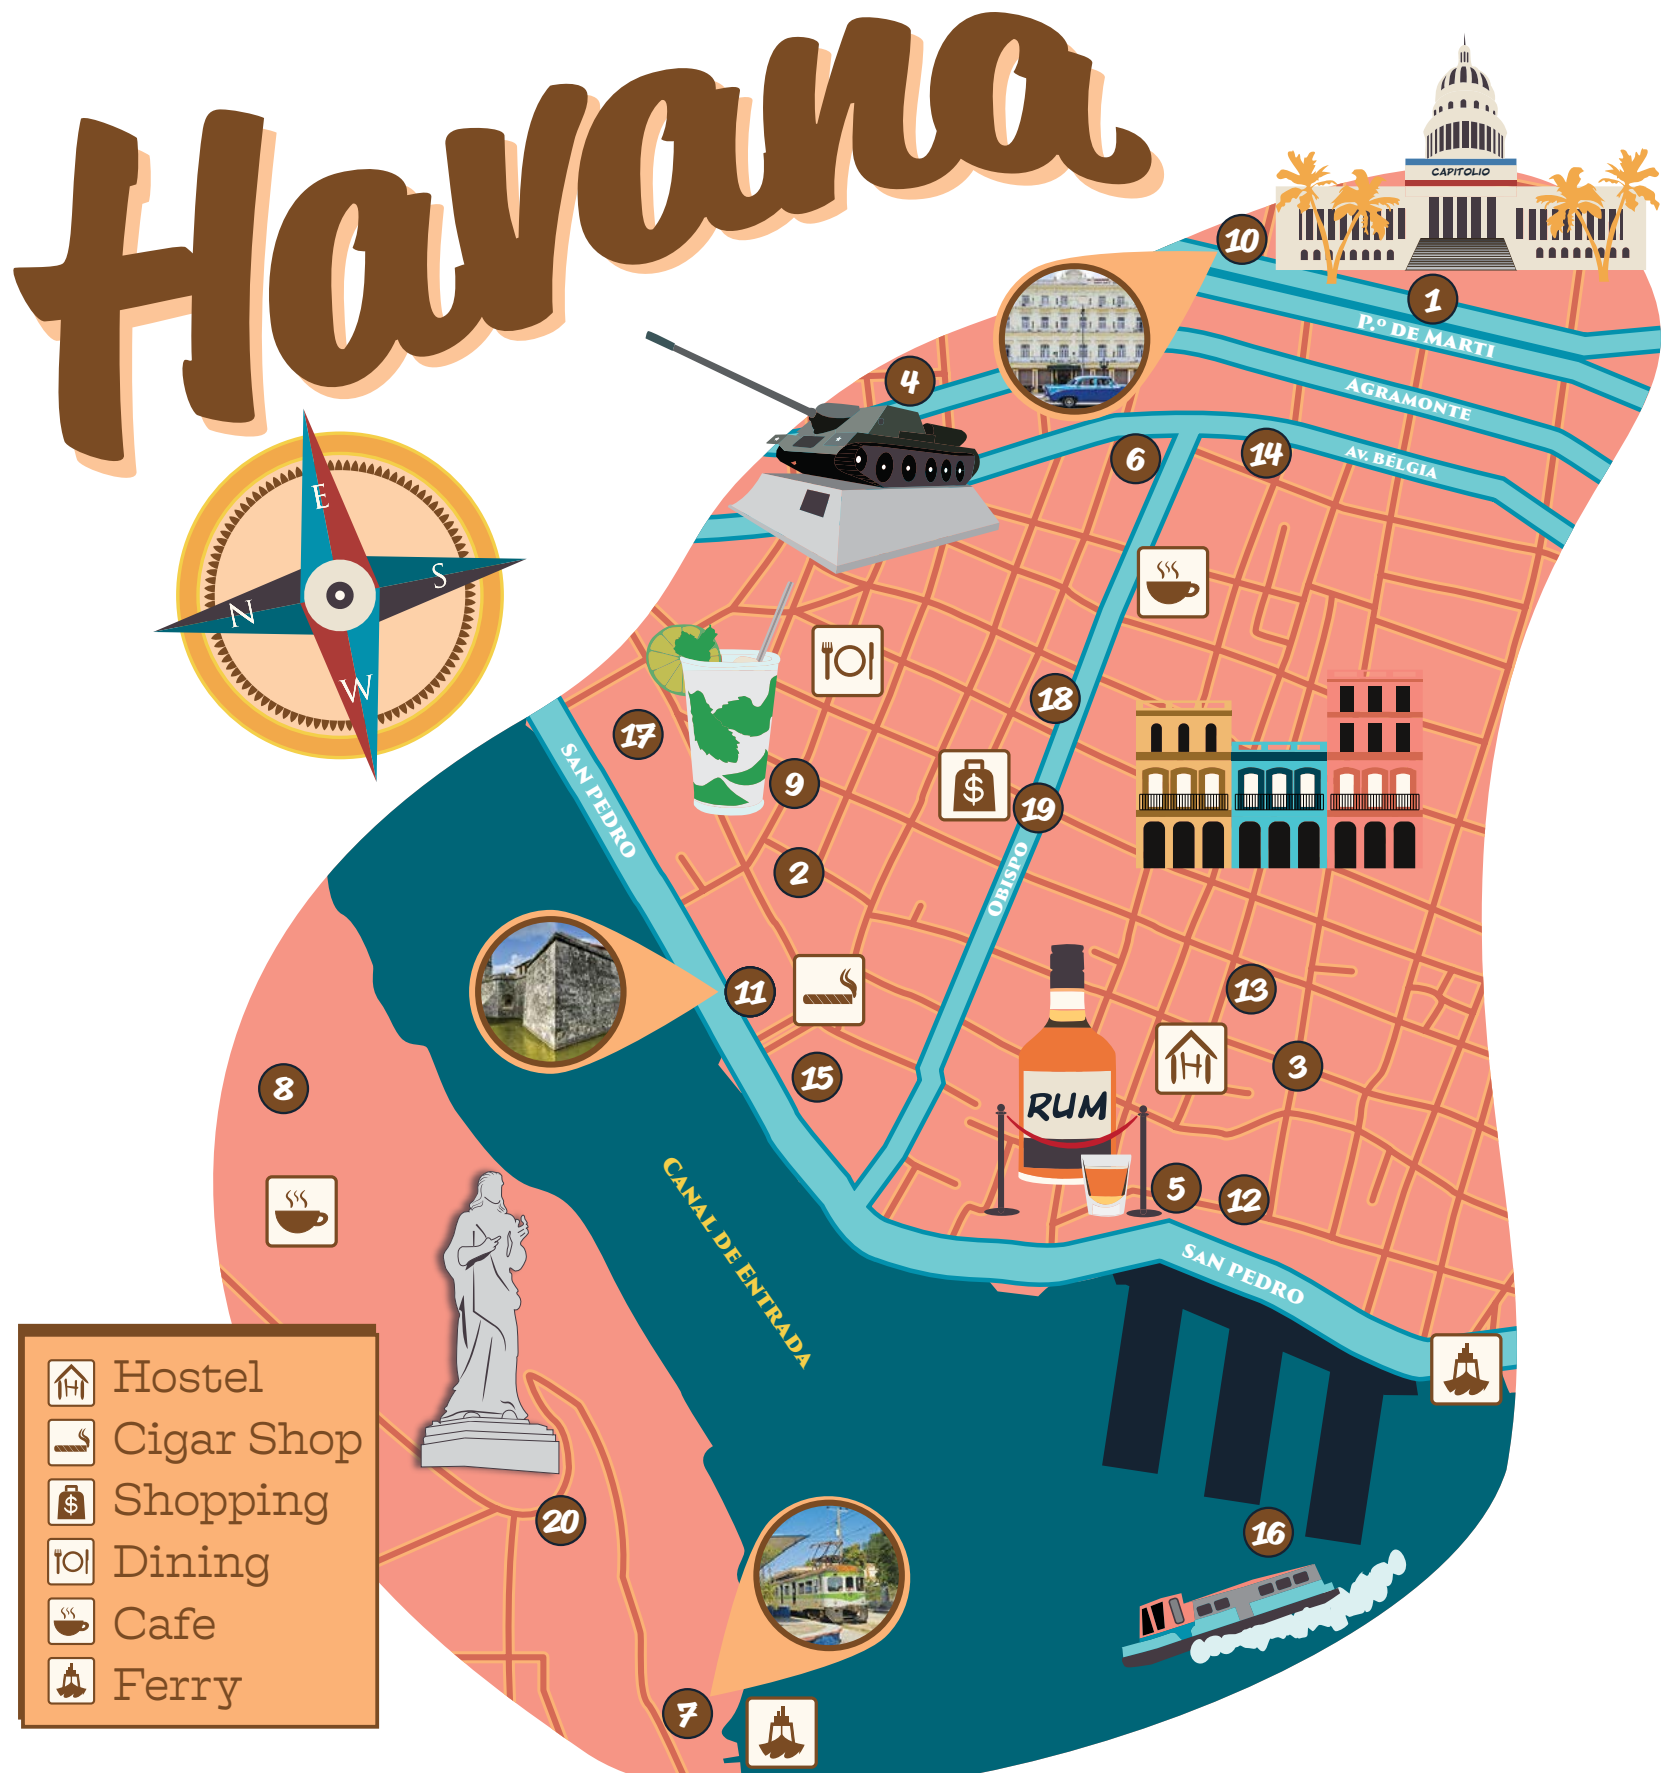 Havana
CAPITOLIO
10
1
P.º DE MARTI
4
AGRAMONTE
6
14
AV. BÉLGIA
E
S
N
W
18
17
SAN PEDRO
9
$
19
2
OBISPO
11
13
15
3
8
RUM
CANAL DE ENTRADA
5
12
SAN PEDRO
Hostel
Cigar Shop
$ Shopping
Dining
Cafe
Ferry
20
16
7